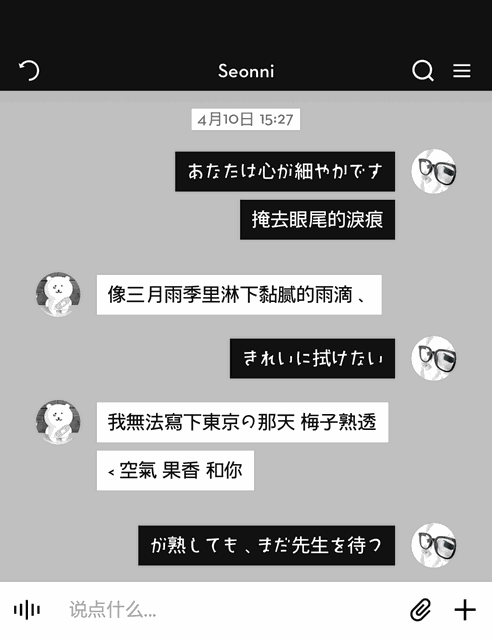 Seonni
4月10日 15:27
あなたは心が細やかです
掩去眼尾的淚痕
像三月雨季里淋下黏膩的雨滴 、
きれいに拭けない
我無法寫下東京の那天 梅子熟透
< 空氣 果香 和你
が熟しても、まだ先生を待つ
说点什么...